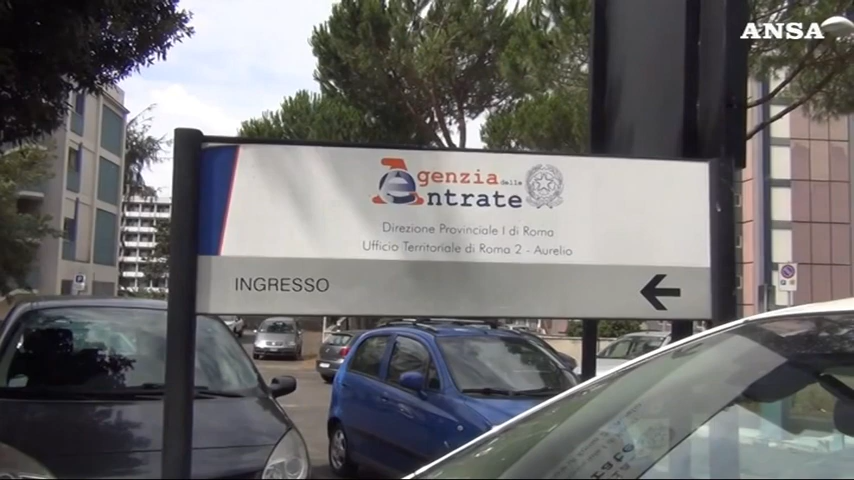 ANSA
Agenzia delle
Entrate
Direzione Provinciale I di Roma
Ufficio Territoriale di Roma 2 - Aurelio
INGRESSO